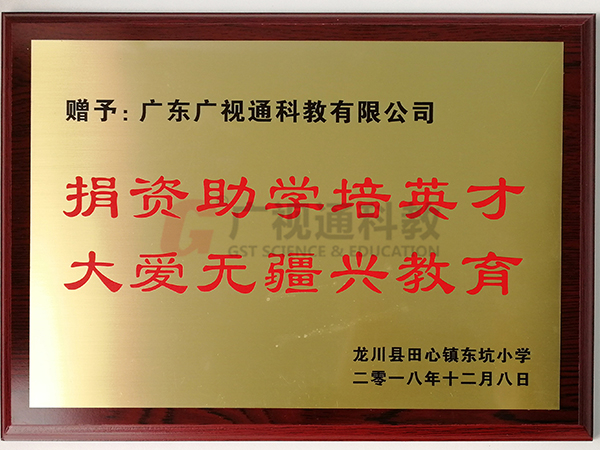 赠予：广东广视通科教有限公司
捐资助学培英才
广视通科教
GST SCIENCE & EDUCATION
大爱无疆兴教育
龙川县田心镇东坑小学
二零一八年十二月八日